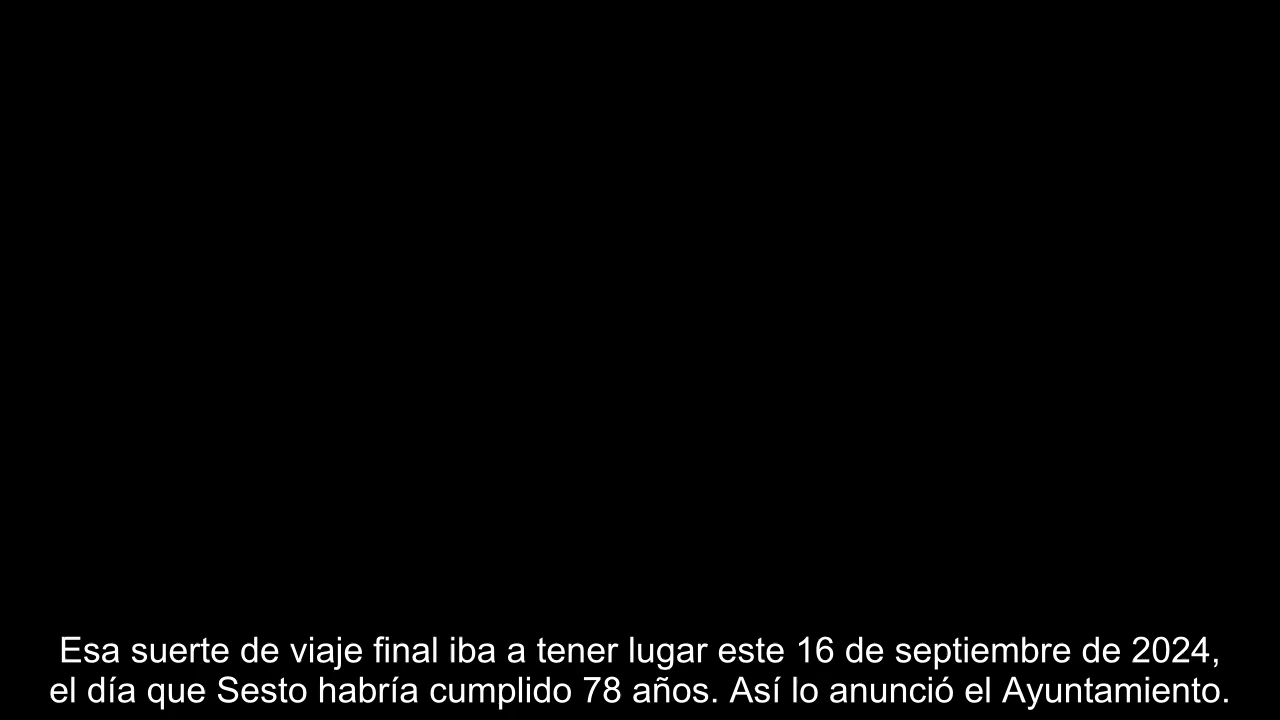 Esa suerte de viaje final iba a tener lugar este 16 de septiembre de 2024,
el día que Sesto habría cumplido 78 años. Así lo anunció el Ayuntamiento.